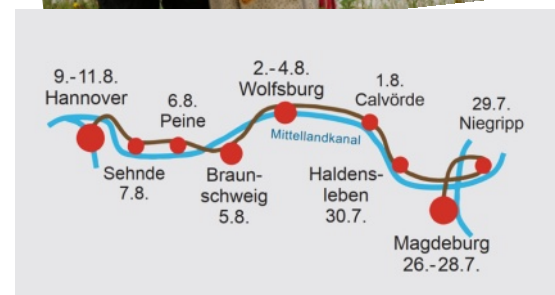 9.-11.8.
Hannover
6.8.
Peine
2.-4.8.
Wolfsburg
1.8.
Calvörde
29.7.
Niegripp
Mittellandkanal
Sehnde
7.8.
Braun-
schweig
5.8.
Haldens-
leben
30.7.
Magdeburg
26.-28.7.